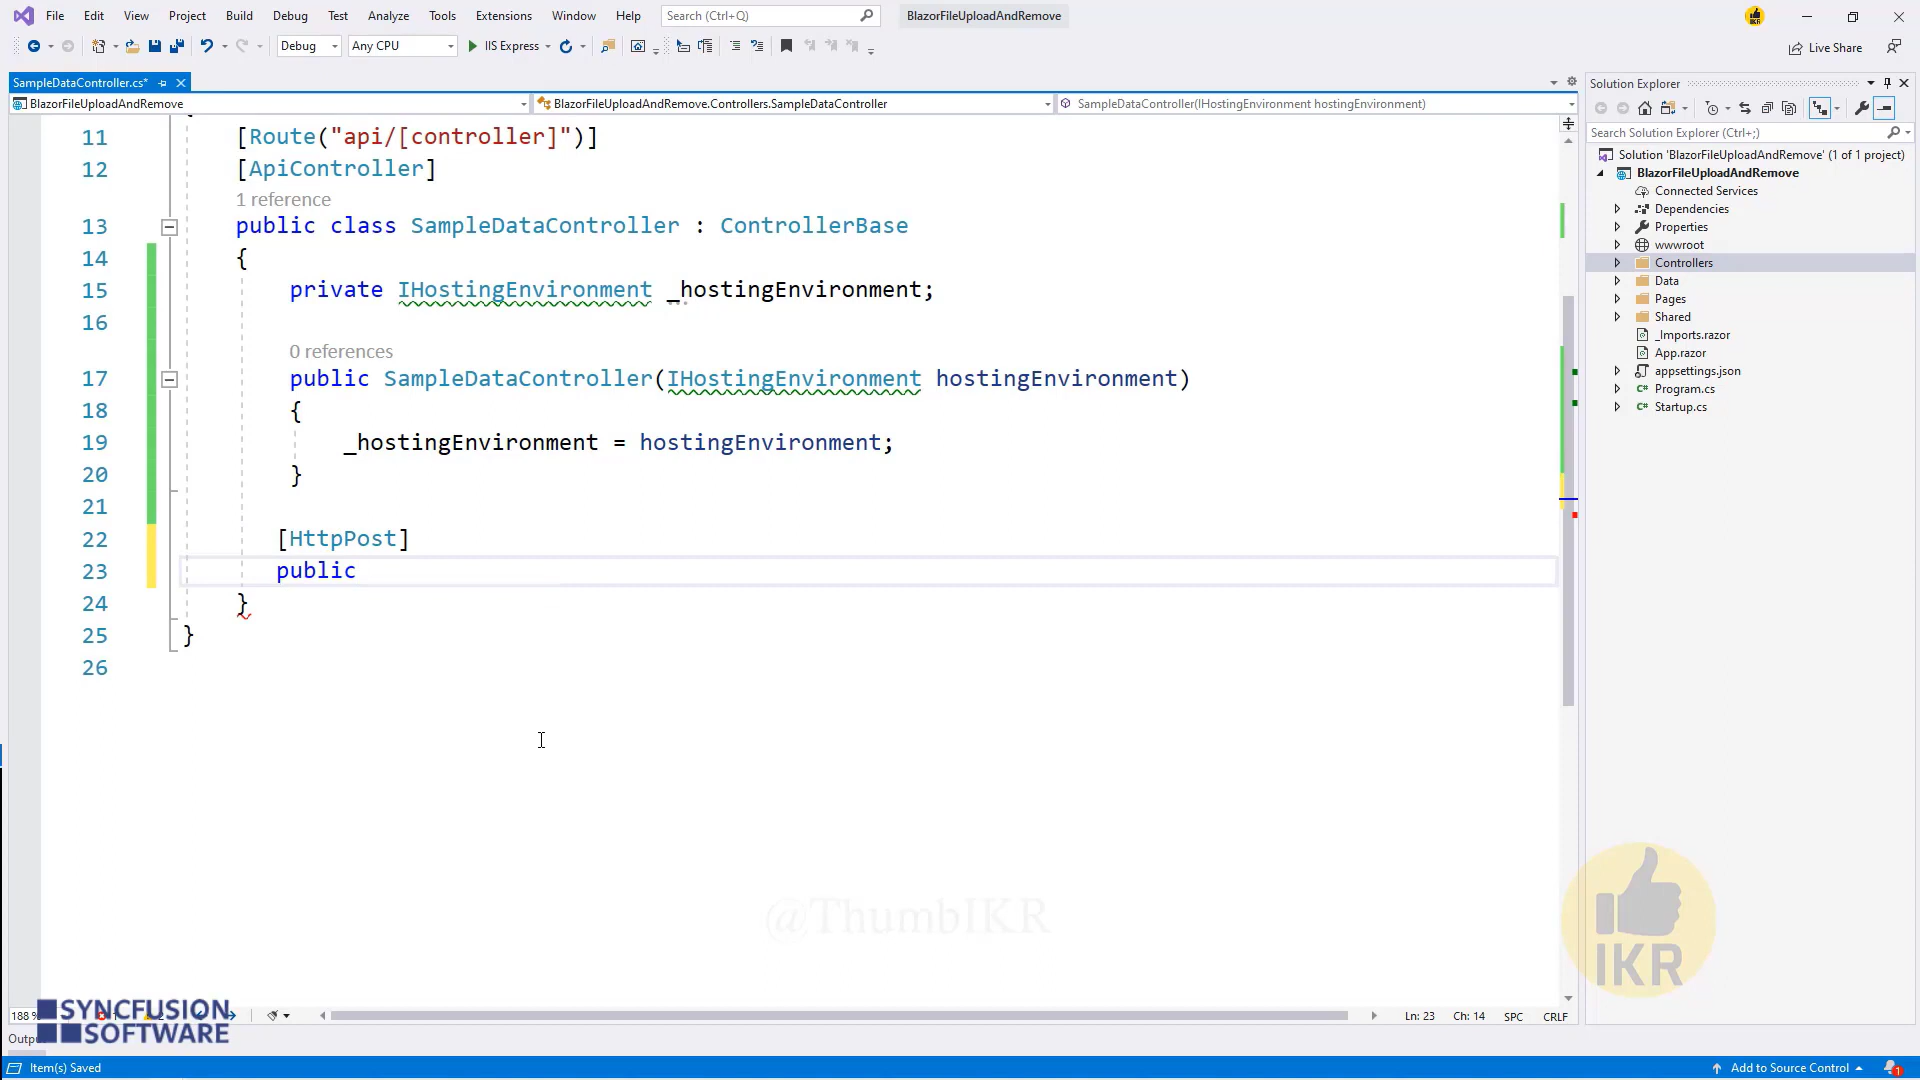 File Edit View Project Build Debug Test Analyze Tools Extensions Window Help Search (Ctrl+Q) BlazorFileUploadAndRemove
Debug Any CPU IIS Express Live Share
SampleDataController.cs*
BlazorFileUploadAndRemove BlazorFileUploadAndRemove.Controllers.SampleDataController SampleDataController(IHostingEnvironment hostingEnvironment)
11 [Route("api/[controller]")]
12 [ApiController]
1 reference
13 public class SampleDataController : ControllerBase
14 {
15 private IHostingEnvironment _hostingEnvironment;
16
0 references
17 public SampleDataController(IHostingEnvironment hostingEnvironment)
18 {
19 _hostingEnvironment = hostingEnvironment;
20 }
21
22 [HttpPost]
23 public
24 }
25 }
26
Solution Explorer
Search Solution Explorer (Ctrl+;)
Solution 'BlazorFileUploadAndRemove' (1 of 1 project)
BlazorFileUploadAndRemove
Connected Services
Dependencies
Properties
wwwroot
Controllers
Data
Pages
Shared
_Imports.razor
App.razor
appsettings.json
Program.cs
Startup.cs
@ThumbIKR
IKR
SYNCFUSION
SOFTWARE
188 %
Ln: 23 Ch: 14 SPC CRLF
Item(s) Saved Add to Source Control 1